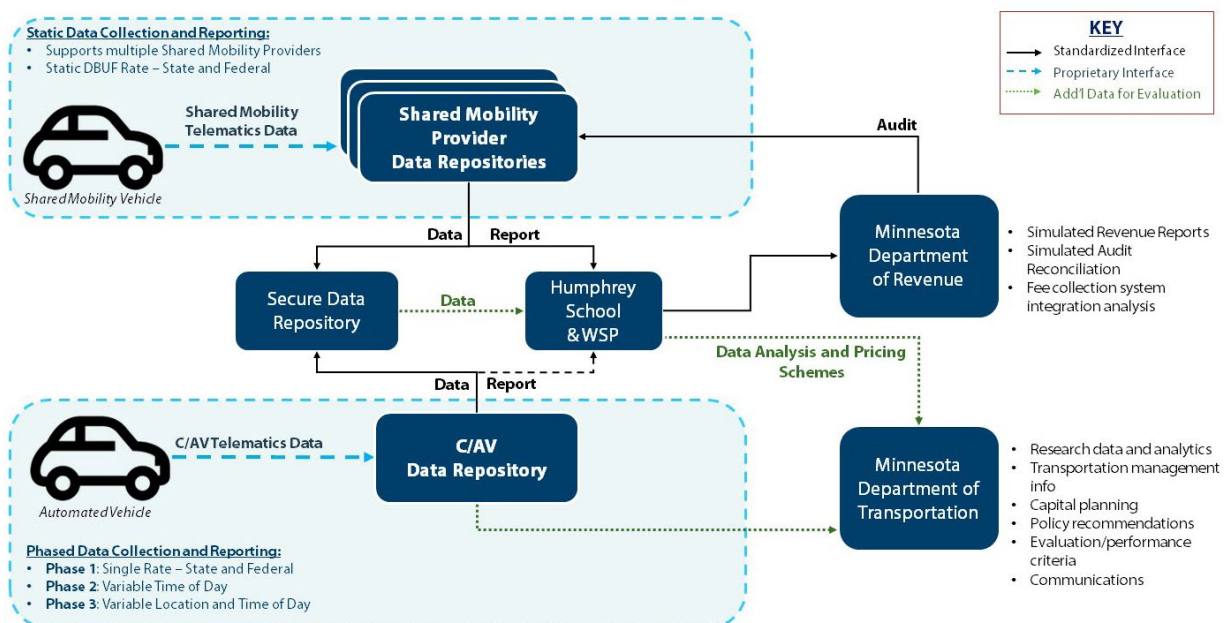 Static Data Collection and Reporting:
• Supports multiple Shared Mobility Providers
• Static DBUF Rate – State and Federal
Shared Mobility
Telematics Data
Shared Mobility Vehicle
Shared Mobility
Provider
Data Repositories
KEY
Standardized Interface
Proprietary Interface
Add'l Data for Evaluation
Audit
Data
Report
Secure Data
Repository
Data
Humphrey
School
& WSP
Minnesota
Department
of Revenue
• Simulated Revenue Reports
• Simulated Audit
Reconciliation
• Fee collection system
integration analysis
Data Analysis and Pricing
Schemes
Data
Report
C/AV Telematics Data
Automated Vehicle
C/AV
Data Repository
Minnesota
Department of
Transportation
• Research data and analytics
• Transportation management
info
• Capital planning
• Policy recommendations
• Evaluation/performance
criteria
• Communications
Phased Data Collection and Reporting:
• Phase 1: Single Rate – State and Federal
• Phase 2: Variable Time of Day
• Phase 3: Variable Location and Time of Day